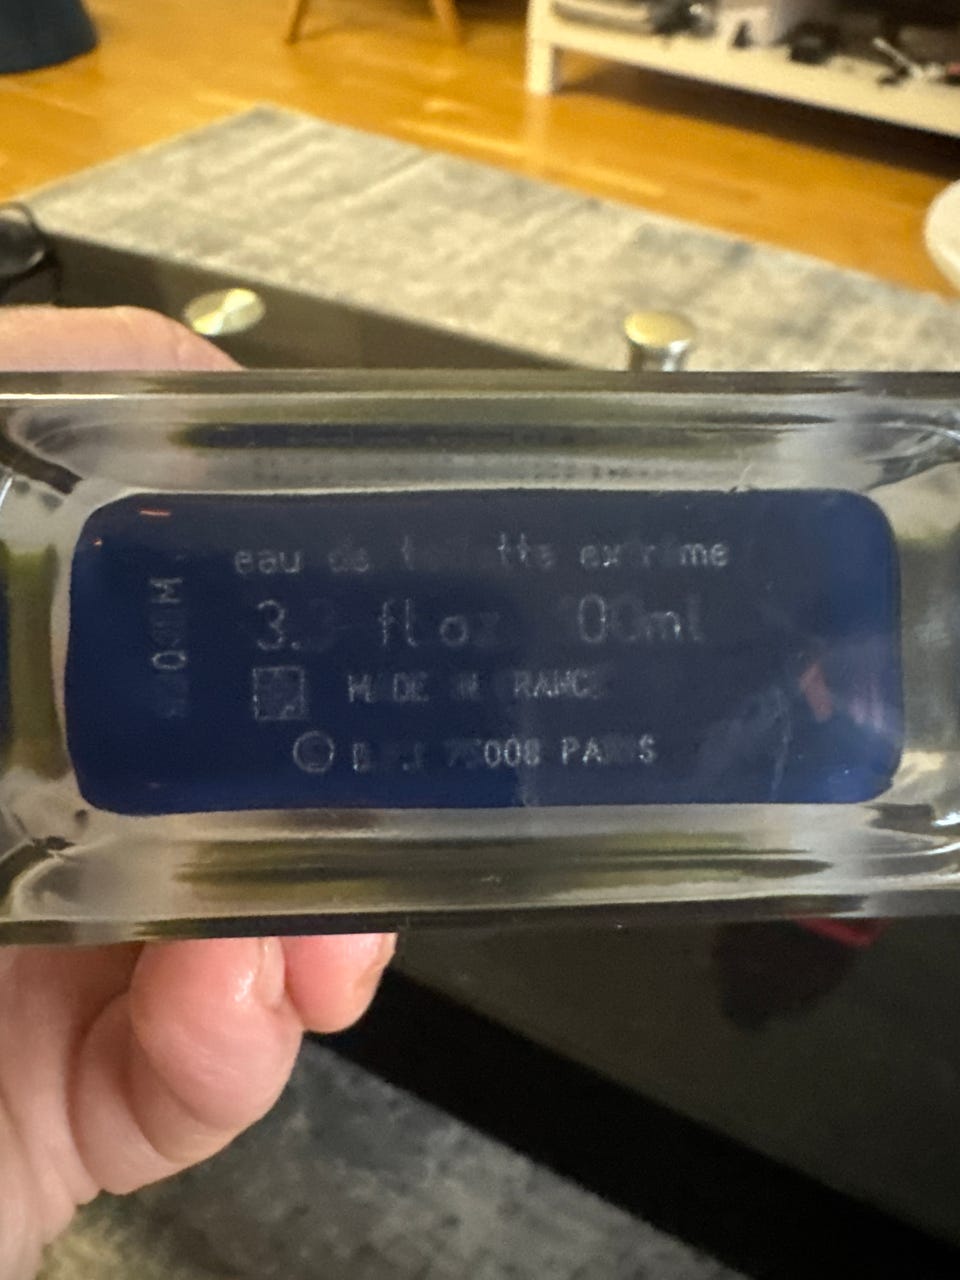 eau de toilette extrême
3.3 fl oz 100ml
MADE IN FRANCE
© 75008 PARIS